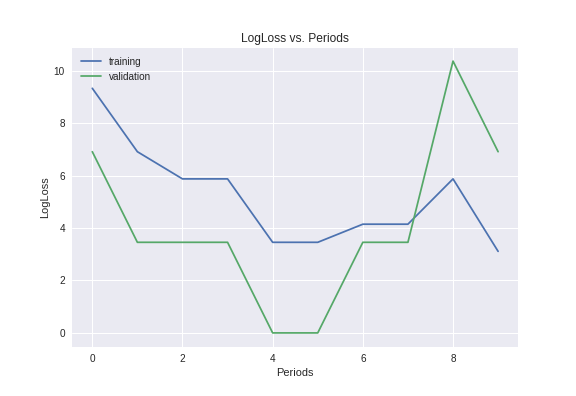 LogLoss vs. Periods
training
validation
10
8
6
4
2
0
LogLoss
0 2 4 6 8
Periods